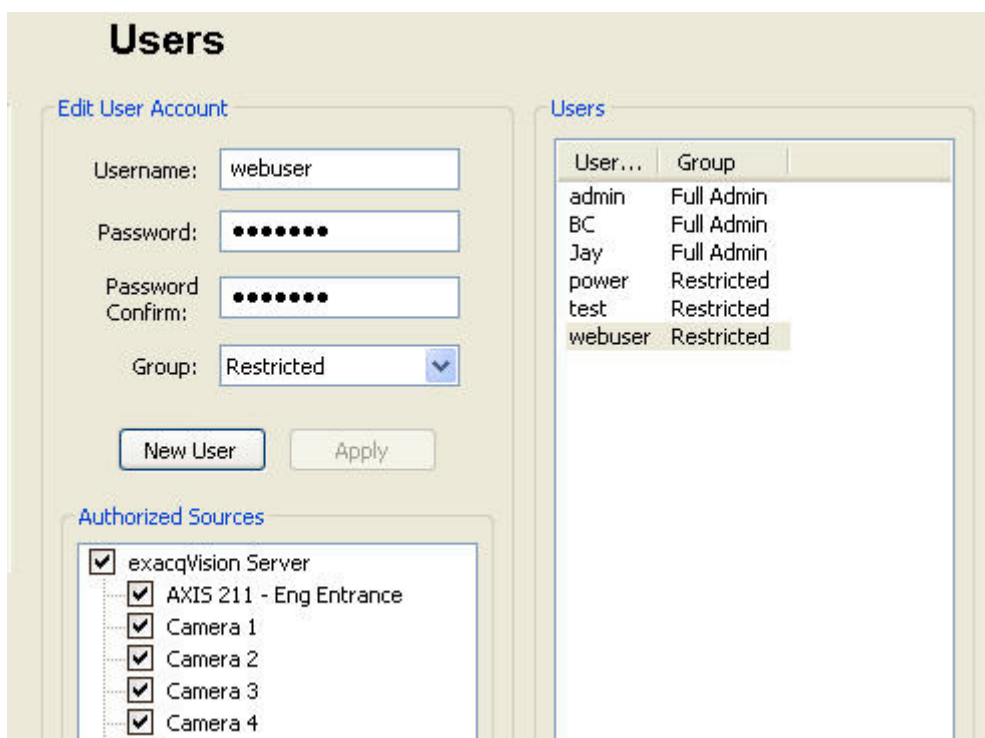 Users
Edit User Account
Username: webuser
Password: ●●●●●●●
Password
Confirm: ●●●●●●●
Group: Restricted
New User Apply
Authorized Sources
exacqVision Server
AXIS 211 - Eng Entrance
Camera 1
Camera 2
Camera 3
Camera 4
Users
User... Group
admin Full Admin
BC Full Admin
Jay Full Admin
power Restricted
test Restricted
webuser Restricted